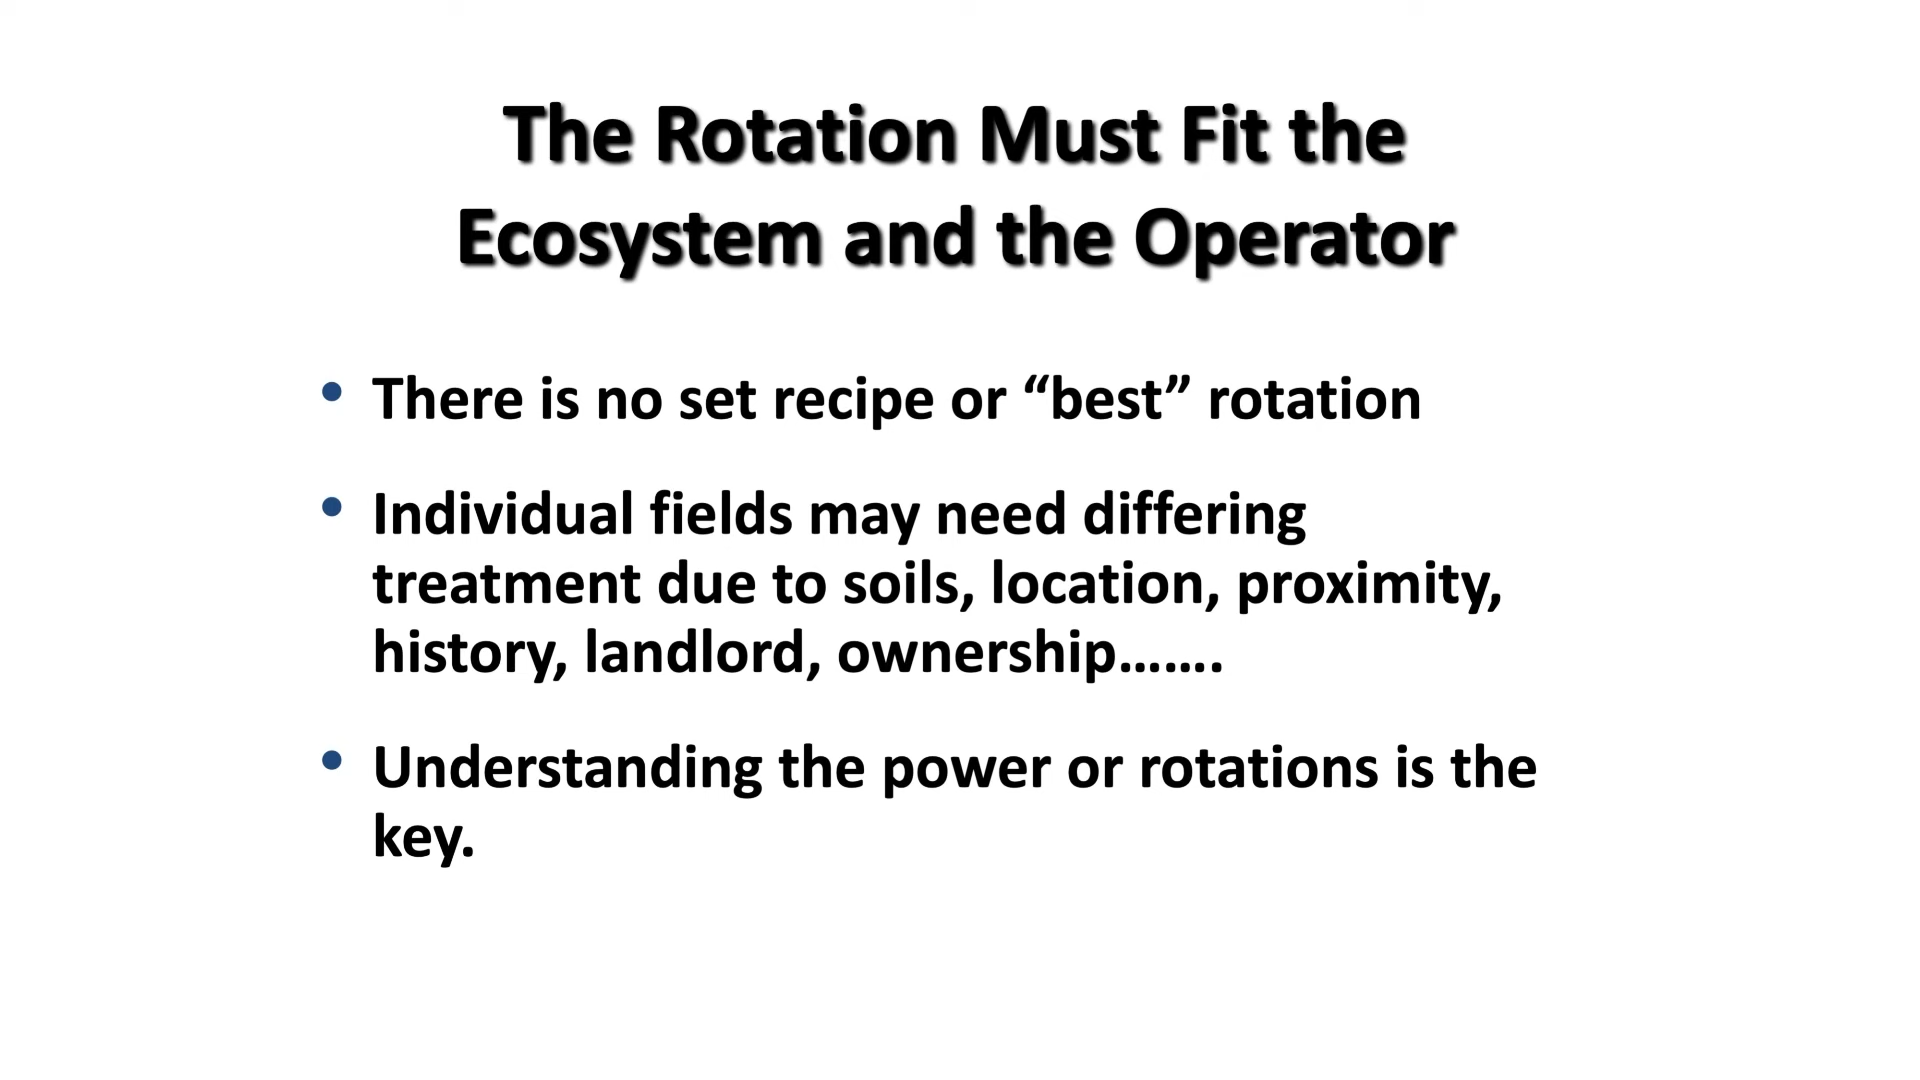 The Rotation Must Fit the
Ecosystem and the Operator
• There is no set recipe or “best” rotation
• Individual fields may need differing
treatment due to soils, location, proximity,
history, landlord, ownership…….
• Understanding the power or rotations is the
key.